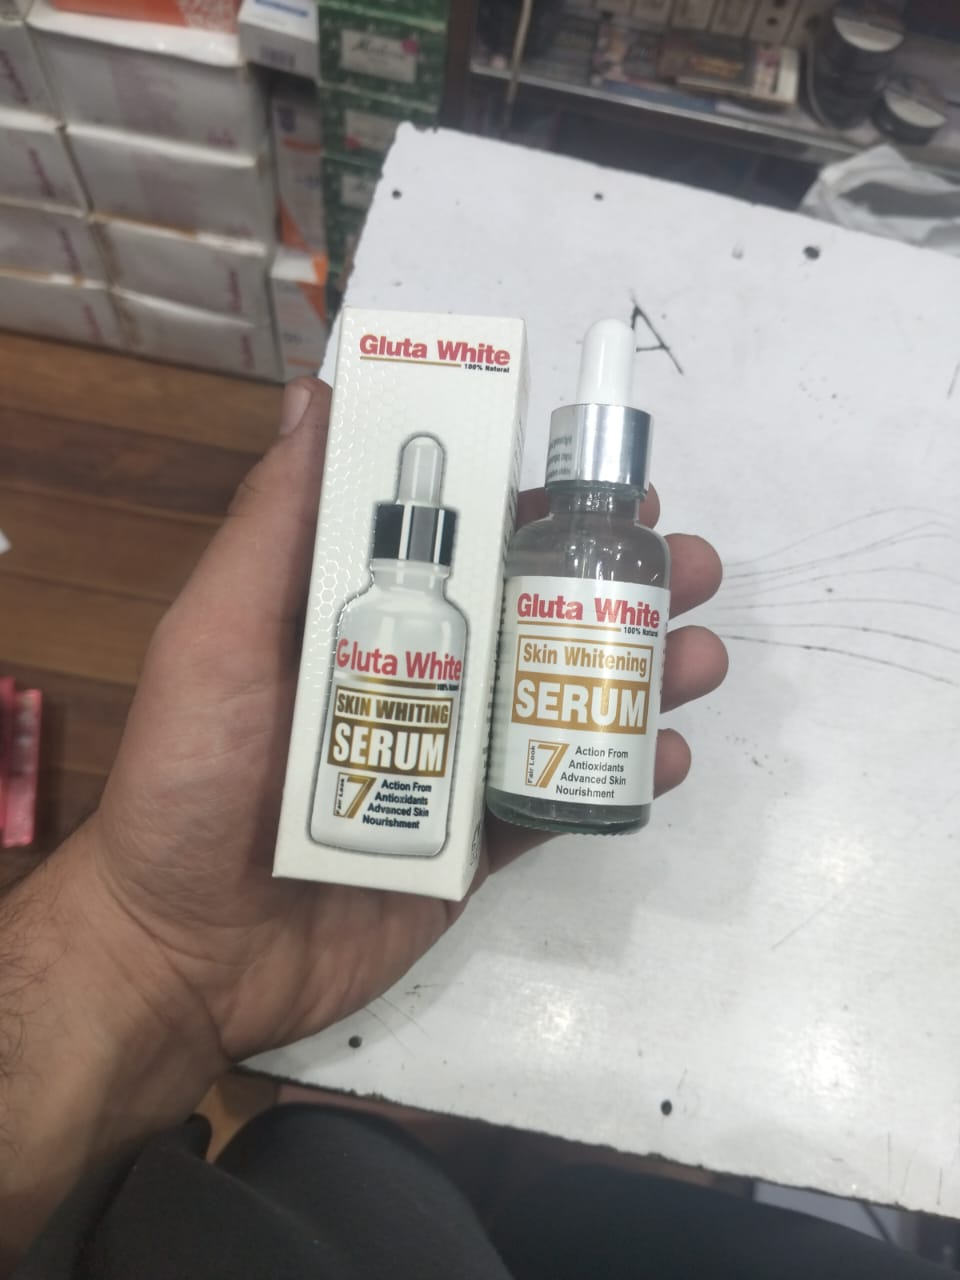 Gluta White
100% Natural
Gluta White
SKIN WHITING
SERUM
Fair Look
7
Action From
Antioxidants
Advanced Skin
Nourishment
Gluta White
100% Natural
Skin Whitening
SERUM
Fair Look
7
Action From
Antioxidants
Advanced Skin
Nourishment
A